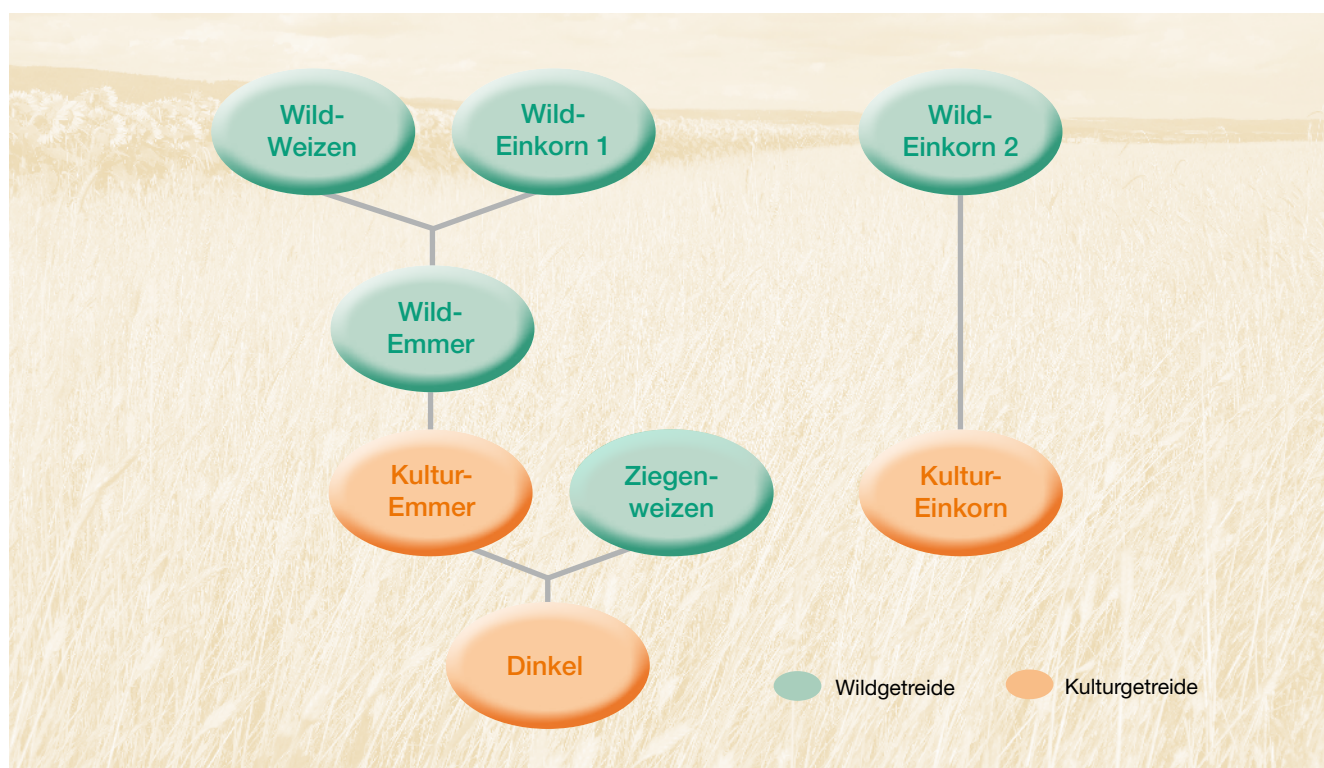 Wild-
Weizen
Wild-
Einkorn 1
Wild-
Einkorn 2
Wild-
Emmer
Kultur-
Emmer
Ziegen-
weizen
Kultur-
Einkorn
Dinkel
Wildgetreide
Kulturgetreide